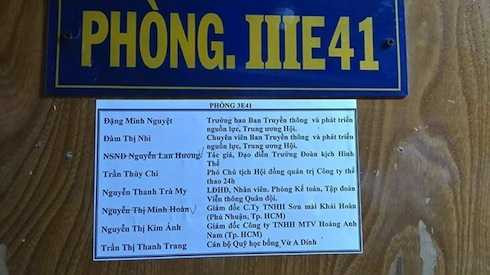 PHÒNG. IIIE41
PHÒNG 3E41
Đặng Minh Nguyệt Trưởng ban Ban Truyền thông và phát triển
nguồn lực, Trung ương Hội.
Đàm Thị Nhi Chuyên viên Ban Truyền thông và phát triển
nguồn lực, Trung ương Hội.
NSND Nguyễn Lan Hương Tác giả, Đạo diễn Trưởng Đoàn kịch Hình
Thể
Trần Thùy Chi Phó Chủ tịch Hội đồng quản trị Công ty thể
thao 24h
Nguyễn Thanh Trà My LĐHĐ, Nhân viên. Phòng Kế toán, Tập đoàn
Viễn thông Quân đội.
Nguyễn Thị Minh Hoàn Giám đốc C.Ty TNHH Sơn mài Khải Hoàn
(Phú Nhuận, Tp. HCM)
Nguyễn Thị Kim Ánh Giám đốc Công ty TNHH MTV Hoàng Anh
Nam (Tp. HCM)
Trần Thị Thanh Trang Cán bộ Quỹ học bổng Vừ A Dính